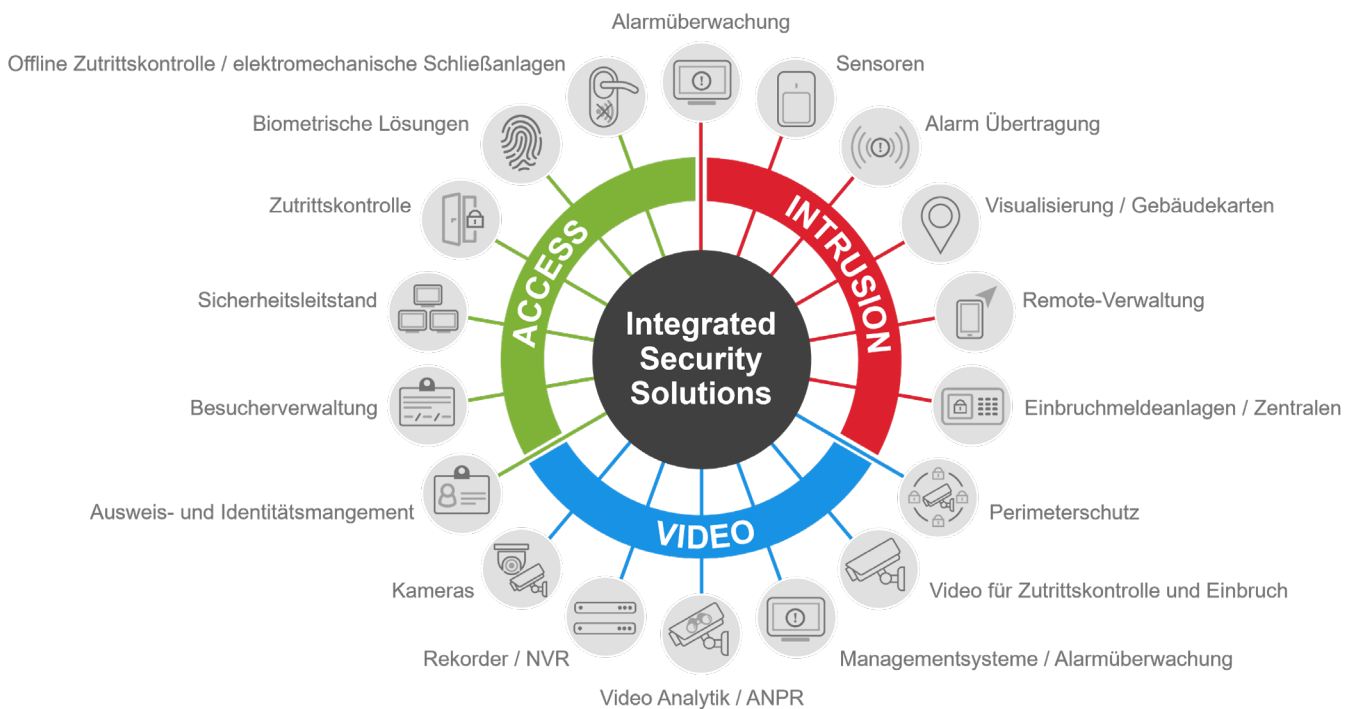 Alarmüberwachung
Offline Zutrittskontrolle / elektromechanische Schließanlagen
Sensoren
Biometrische Lösungen
Alarm Übertragung
Zutrittskontrolle
Visualisierung / Gebäudekarten
ACCESS
INTRUSION
Sicherheitsleitstand
Remote-Verwaltung
Integrated
Security
Solutions
Besucherverwaltung
Einbruchmeldeanlagen / Zentralen
Ausweis- und Identitätsmangement
Perimeterschutz
VIDEO
Kameras
Video für Zutrittskontrolle und Einbruch
Rekorder / NVR
Managementsysteme / Alarmüberwachung
Video Analytik / ANPR